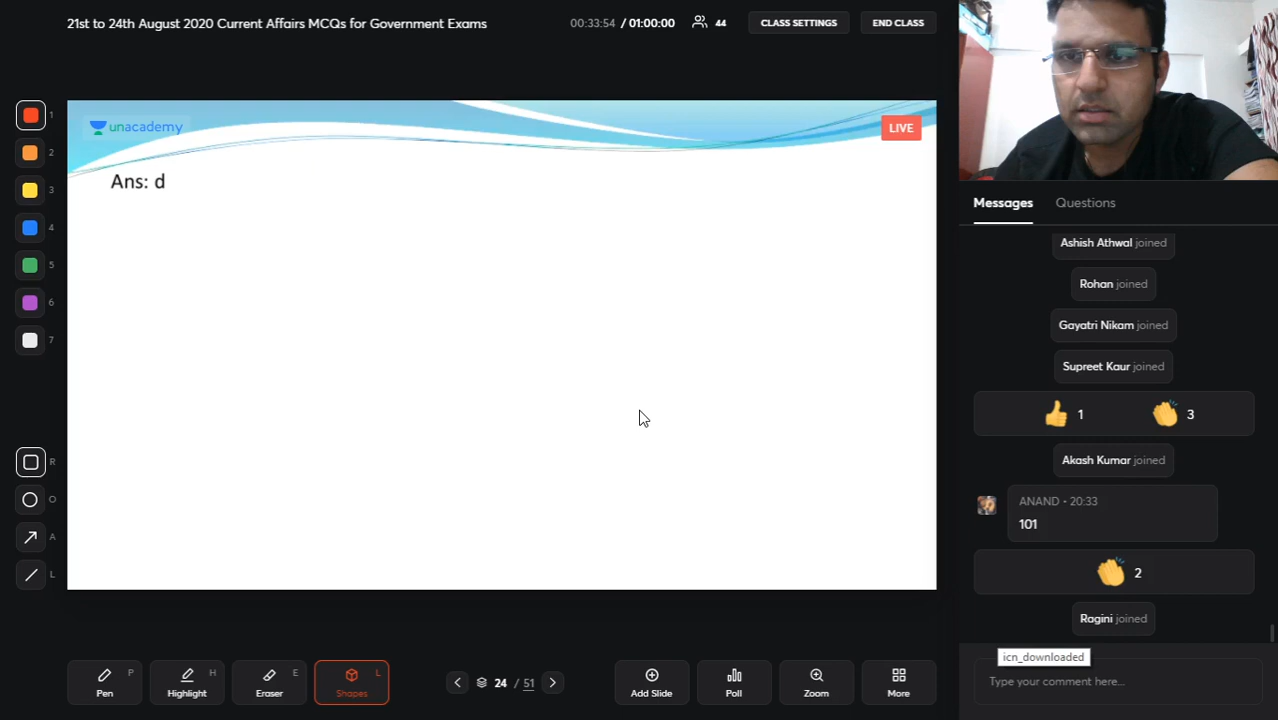 21st to 24th August 2020 Current Affairs MCQs for Government Exams
00:33:54 / 01:00:00
44
CLASS SETTINGS
END CLASS
unacademy
LIVE
Ans: d
1
2
3
4
5
6
7
R
O
A
L
Messages
Questions
Ashish Athwal joined
Rohan joined
Gayatri Nikam joined
Supreet Kaur joined
1
3
Akash Kumar joined
ANAND • 20:33
101
2
Ragini joined
icn_downloaded
Type your comment here...
P
Pen
H
Highlight
E
Eraser
L
Shapes
24 / 51
Add Slide
Poll
Zoom
More